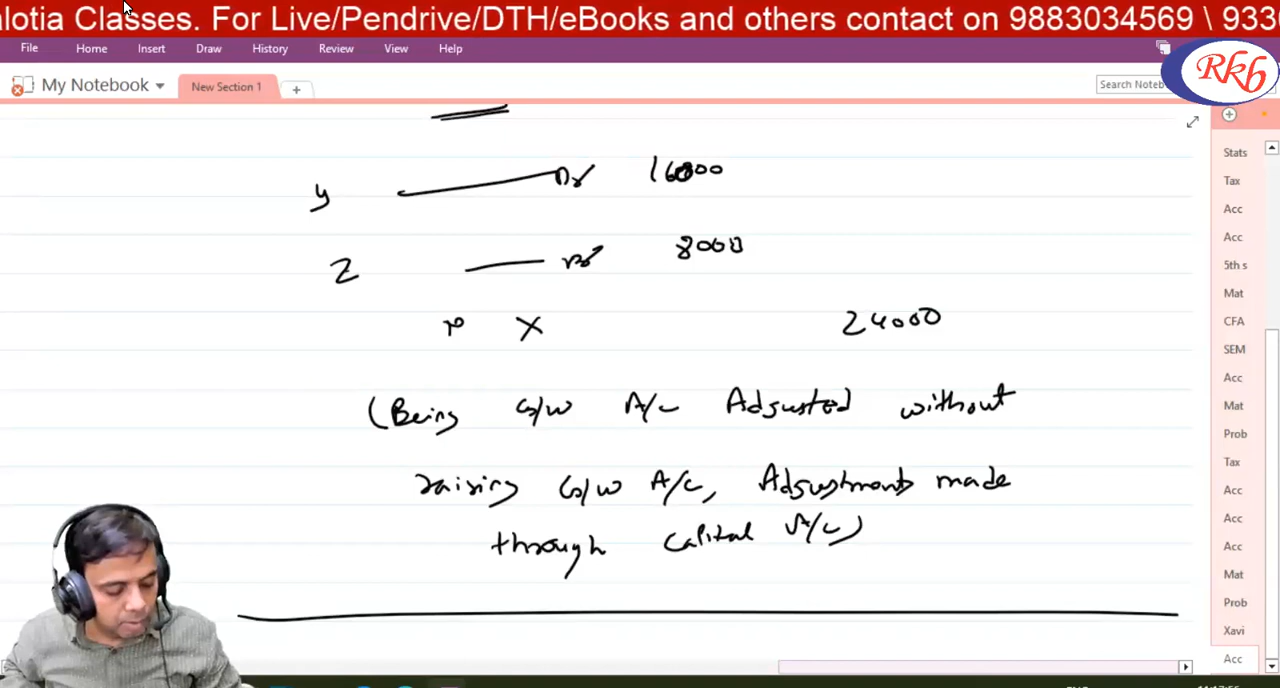 lotia Classes. For Live/Pendrive/DTH/eBooks and others contact on 9883034569 \ 933
File Home Insert Draw History Review View Help
Rkb
My Notebook New Section 1 + Search Noteb
Stats
Tax
Acc
Acc
5th s
Mat
CFA
SEM
Acc
Mat
Prob
Tax
Acc
Acc
Acc
Mat
Prob
Xavi
Acc
y Dr 16000
Z Dr 8000
To X 24000
(Being G/w A/c Adjusted without
raising G/w A/c, Adjustment made
through Capital A/c)